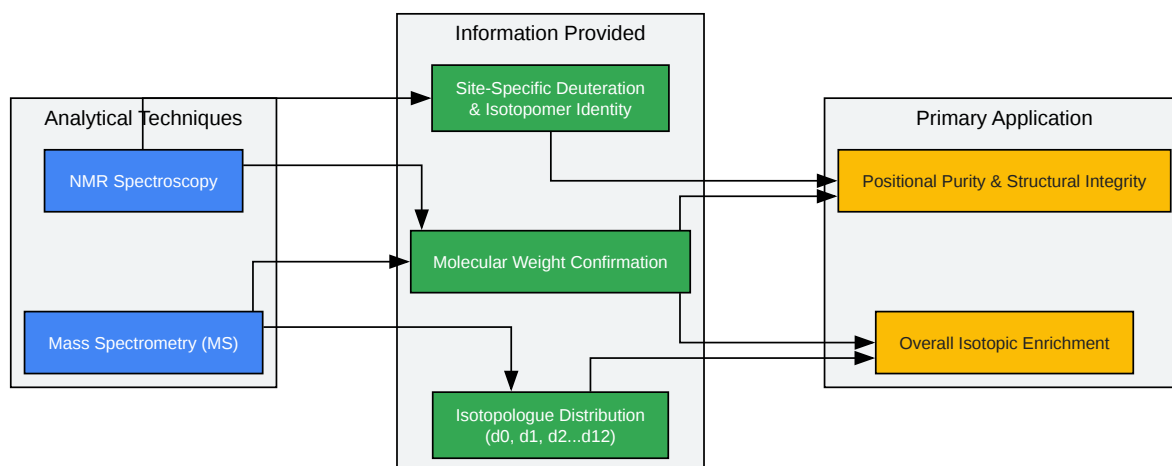 Analytical Techniques
NMR Spectroscopy
Mass Spectrometry (MS)
Information Provided
Site-Specific Deuteration
& Isotopomer Identity
Molecular Weight Confirmation
Isotopologue Distribution
(d0, d1, d2...d12)
Primary Application
Positional Purity & Structural Integrity
Overall Isotopic Enrichment